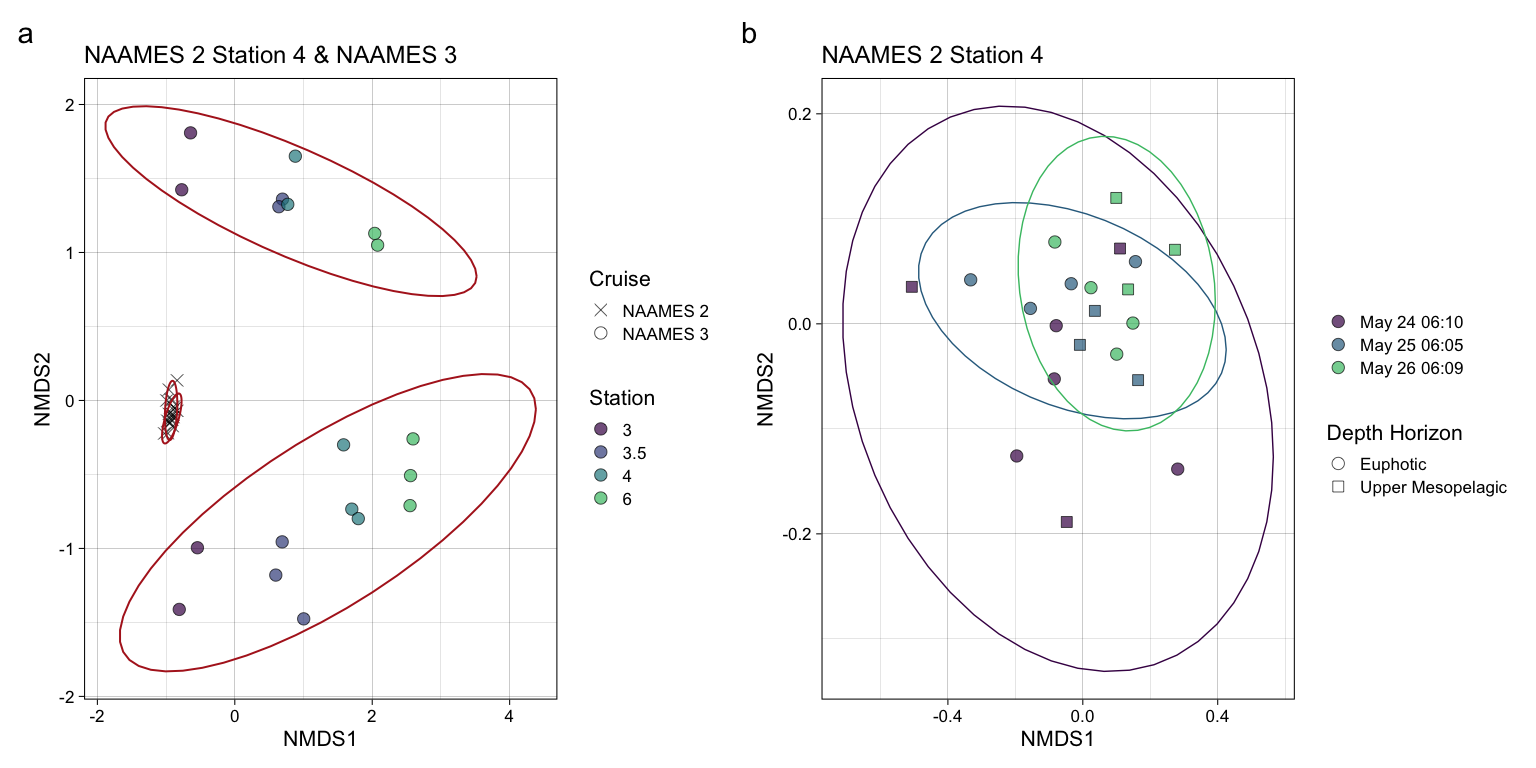 a
NAAMES 2 Station 4 & NAAMES 3
2
1
0
-1
-2
-2
0
2
4
NMDS1
NMDS2
Cruise
NAAMES 2
NAAMES 3
Station
3
3.5
4
6
b
NAAMES 2 Station 4
0.2
0.0
-0.2
-0.4
0.0
0.4
NMDS1
NMDS2
May 24 06:10
May 25 06:05
May 26 06:09
Depth Horizon
Euphotic
Upper Mesopelagic